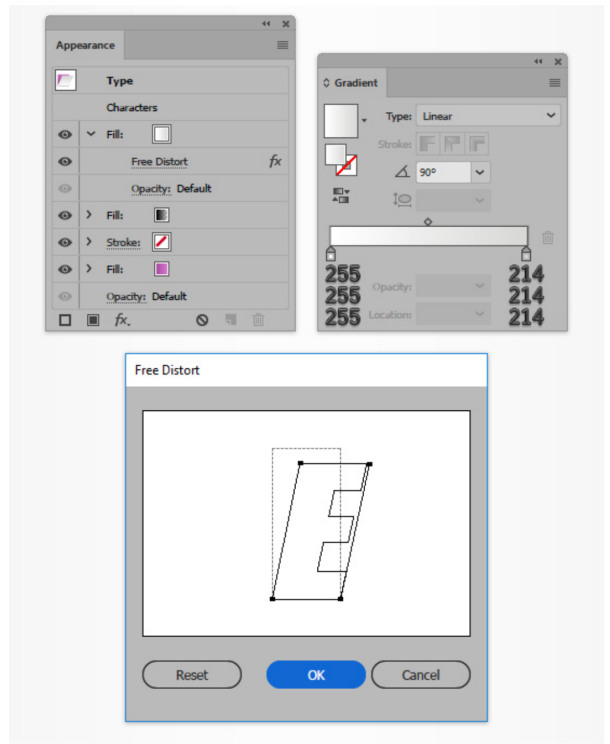 Appearance
Type
Characters
Fill:
Free Distort fx
Opacity: Default
Fill:
Stroke:
Fill:
Opacity: Default
fx.
Gradient
Type: Linear
Stroke:
90°
255 214
255 Opacity: 214
255 Location: 214
Free Distort
Reset OK Cancel